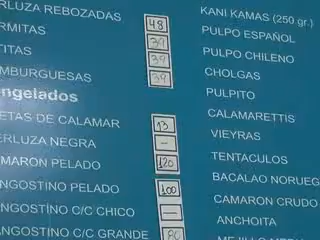 RLUZA REBOZADAS 48
RMITAS 39
TITAS 39
MBURGUESAS 39
ngelados
ETAS DE CALAMAR 13
ERLUZA NEGRA —
MARON PELADO 120
NGOSTINO PELADO 100
NGOSTINO C/C CHICO —
NGOSTINO C/C GRANDE 80
KANI KAMAS (250 gr.)
PULPO ESPAÑOL
PULPO CHILENO
CHOLGAS
PULPITO
CALAMARETTIS
VIEYRAS
TENTACULOS
BACALAO NORUEG
CAMARON CRUDO
ANCHOITA